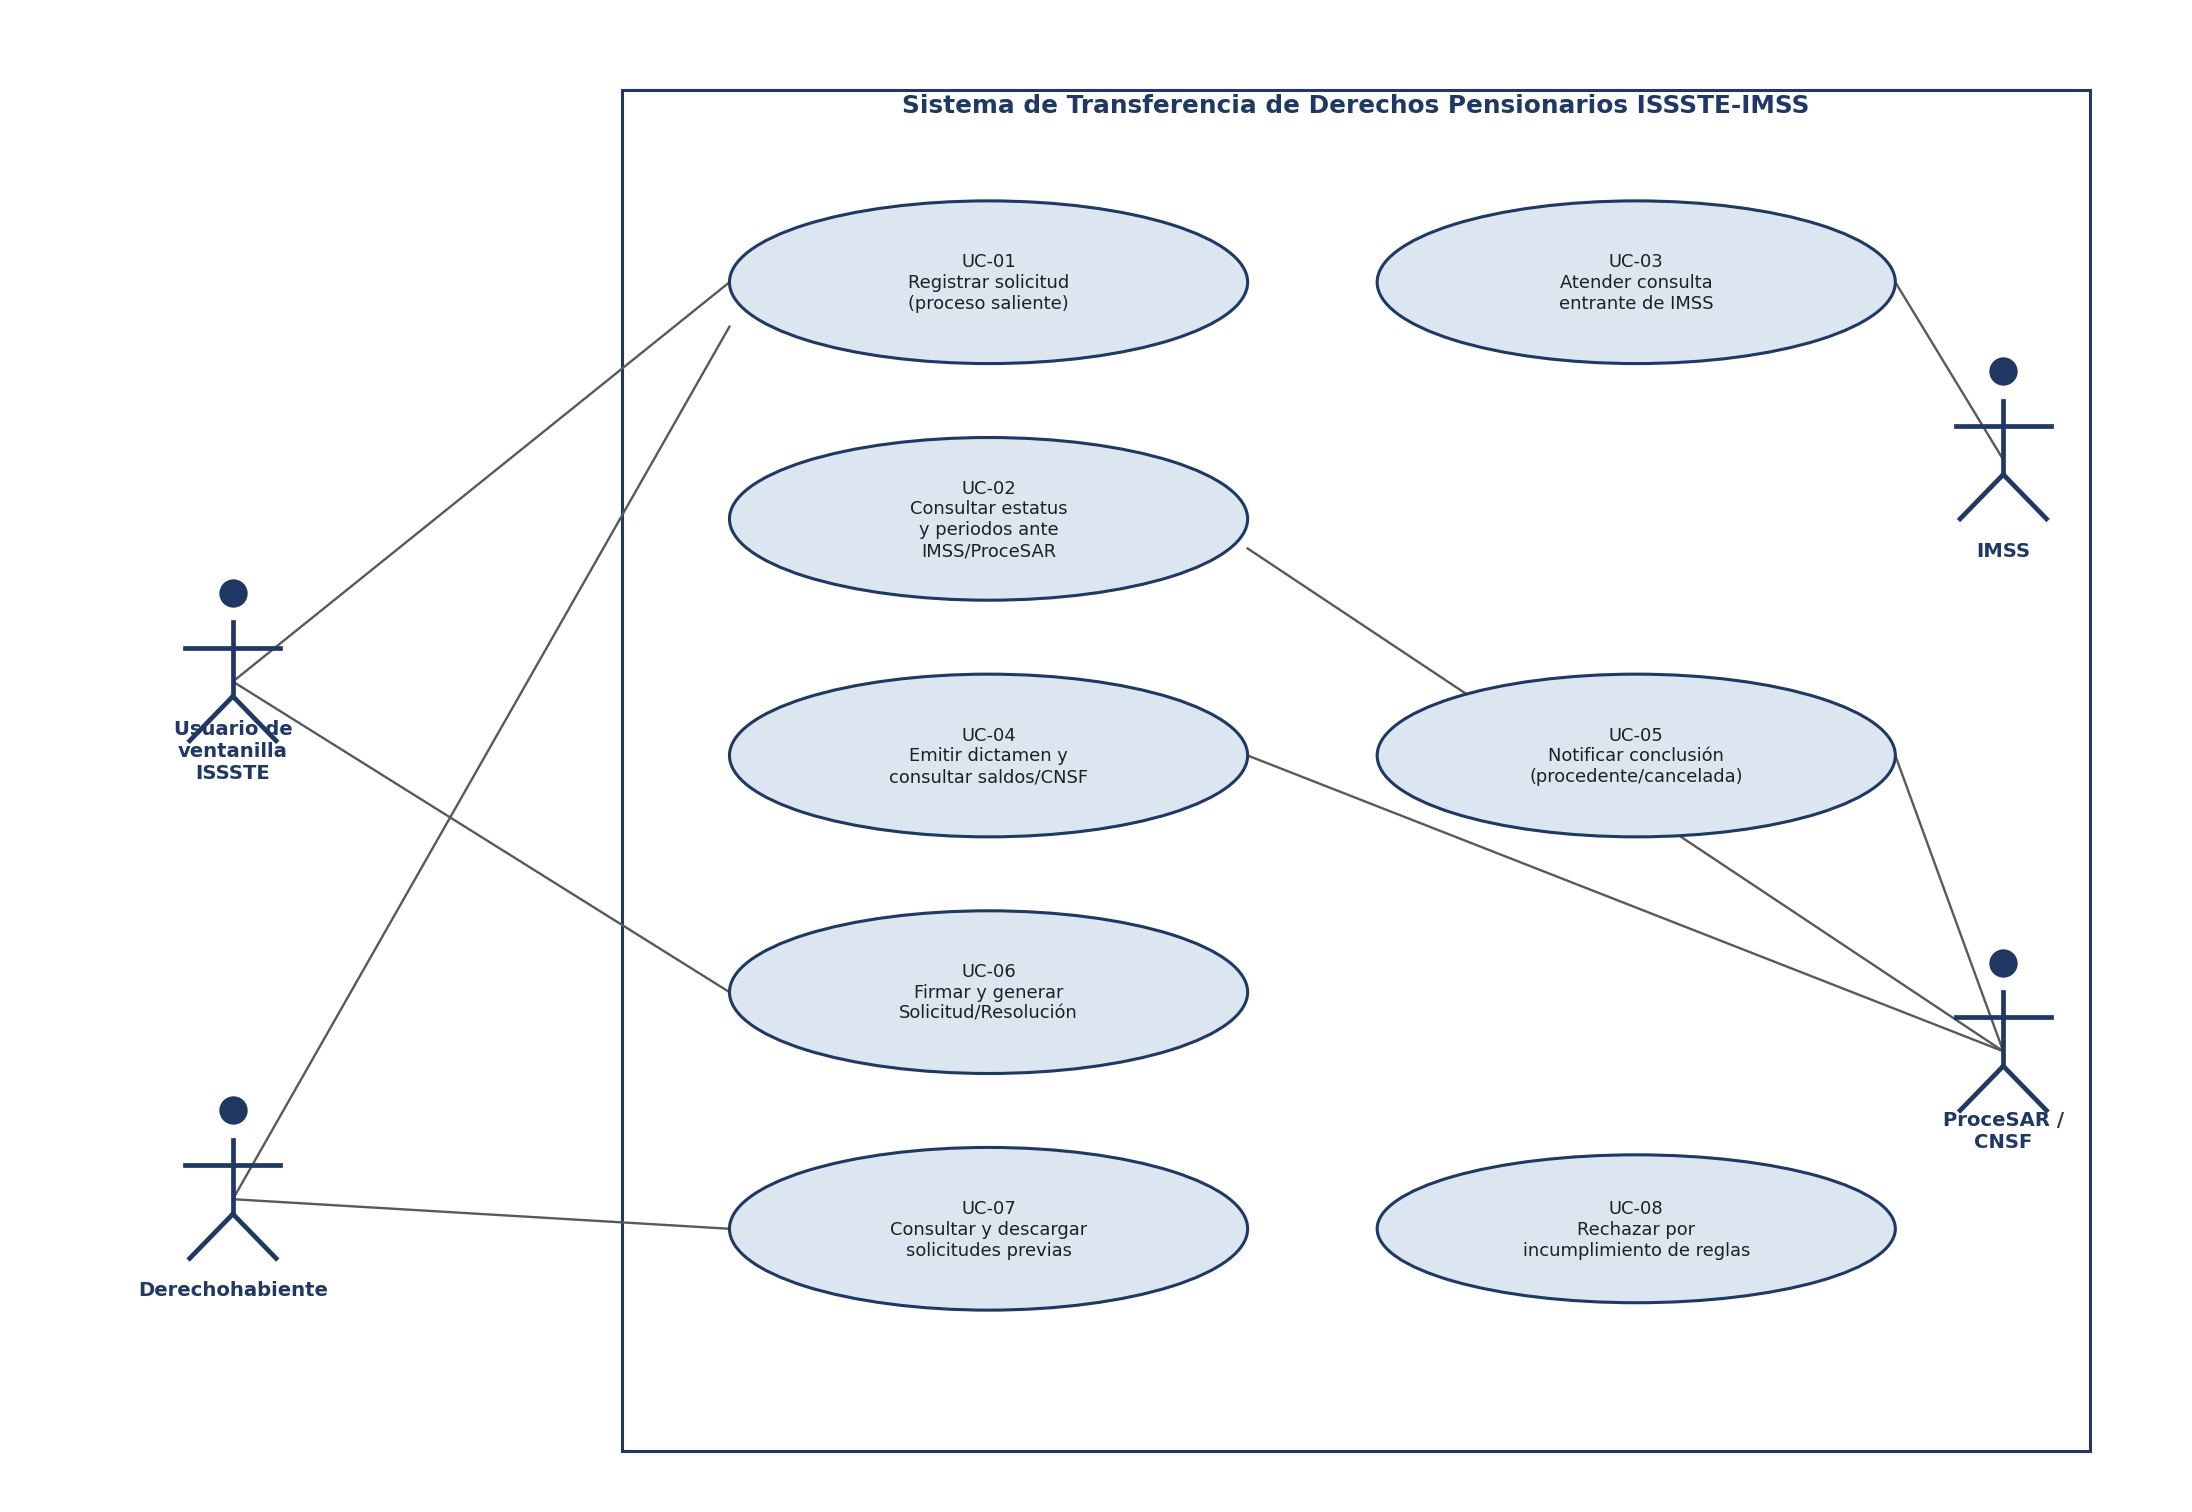 Sistema de Transferencia de Derechos Pensionarios ISSSTE-IMSS
UC-01
Registrar solicitud
(proceso saliente)
UC-03
Atender consulta
entrante de IMSS
UC-02
Consultar estatus
y periodos ante
IMSS/ProceSAR
IMSS
Usuario de
ventanilla
ISSSTE
UC-04
Emitir dictamen y
consultar saldos/CNSF
UC-05
Notificar conclusión
(procedente/cancelada)
UC-06
Firmar y generar
Solicitud/Resolución
ProceSAR /
CNSF
Derechohabiente
UC-07
Consultar y descargar
solicitudes previas
UC-08
Rechazar por
incumplimiento de reglas